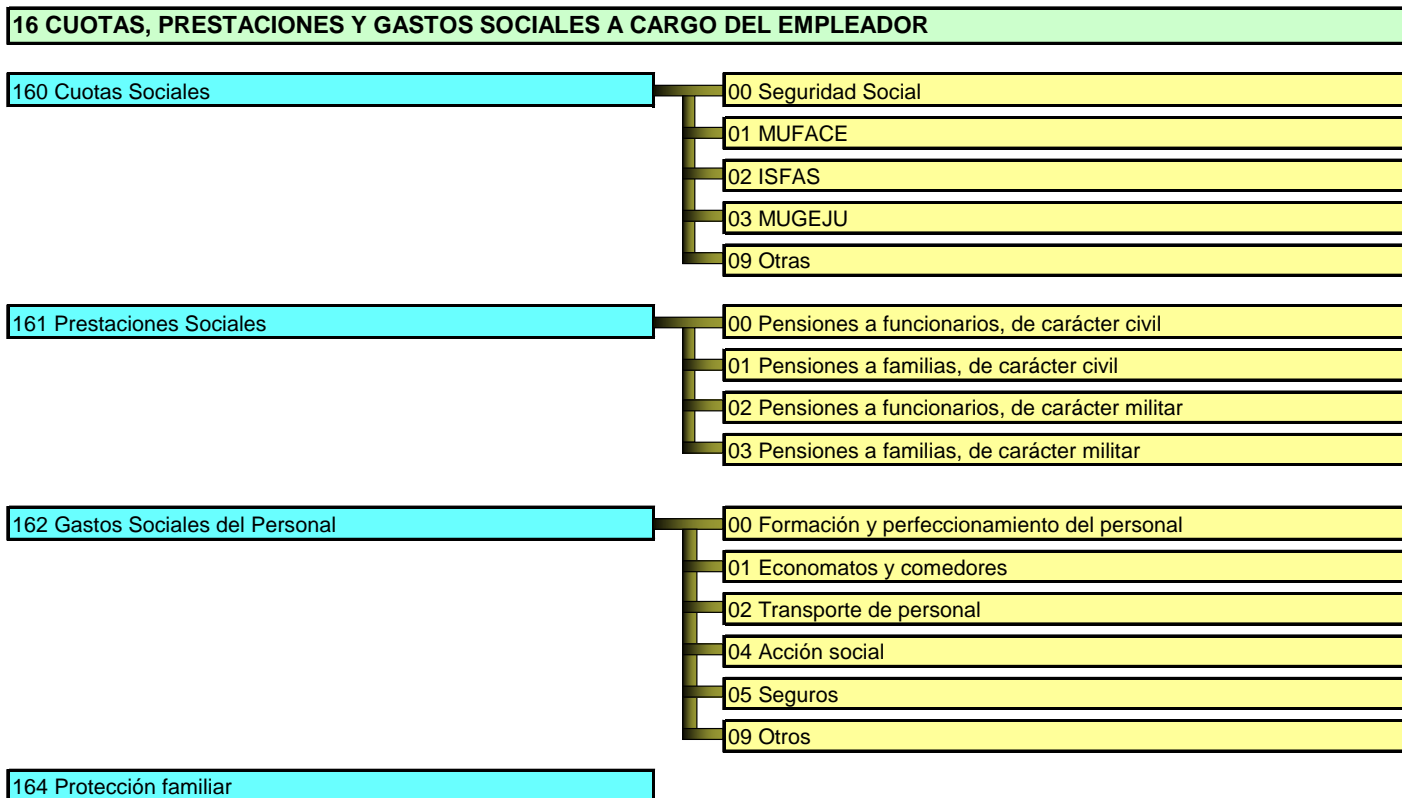 16 CUOTAS, PRESTACIONES Y GASTOS SOCIALES A CARGO DEL EMPLEADOR
160 Cuotas Sociales
00 Seguridad Social
01 MUFACE
02 ISFAS
03 MUGEJU
09 Otras
161 Prestaciones Sociales
00 Pensiones a funcionarios, de carácter civil
01 Pensiones a familias, de carácter civil
02 Pensiones a funcionarios, de carácter militar
03 Pensiones a familias, de carácter militar
162 Gastos Sociales del Personal
00 Formación y perfeccionamiento del personal
01 Economatos y comedores
02 Transporte de personal
04 Acción social
05 Seguros
09 Otros
164 Protección familiar